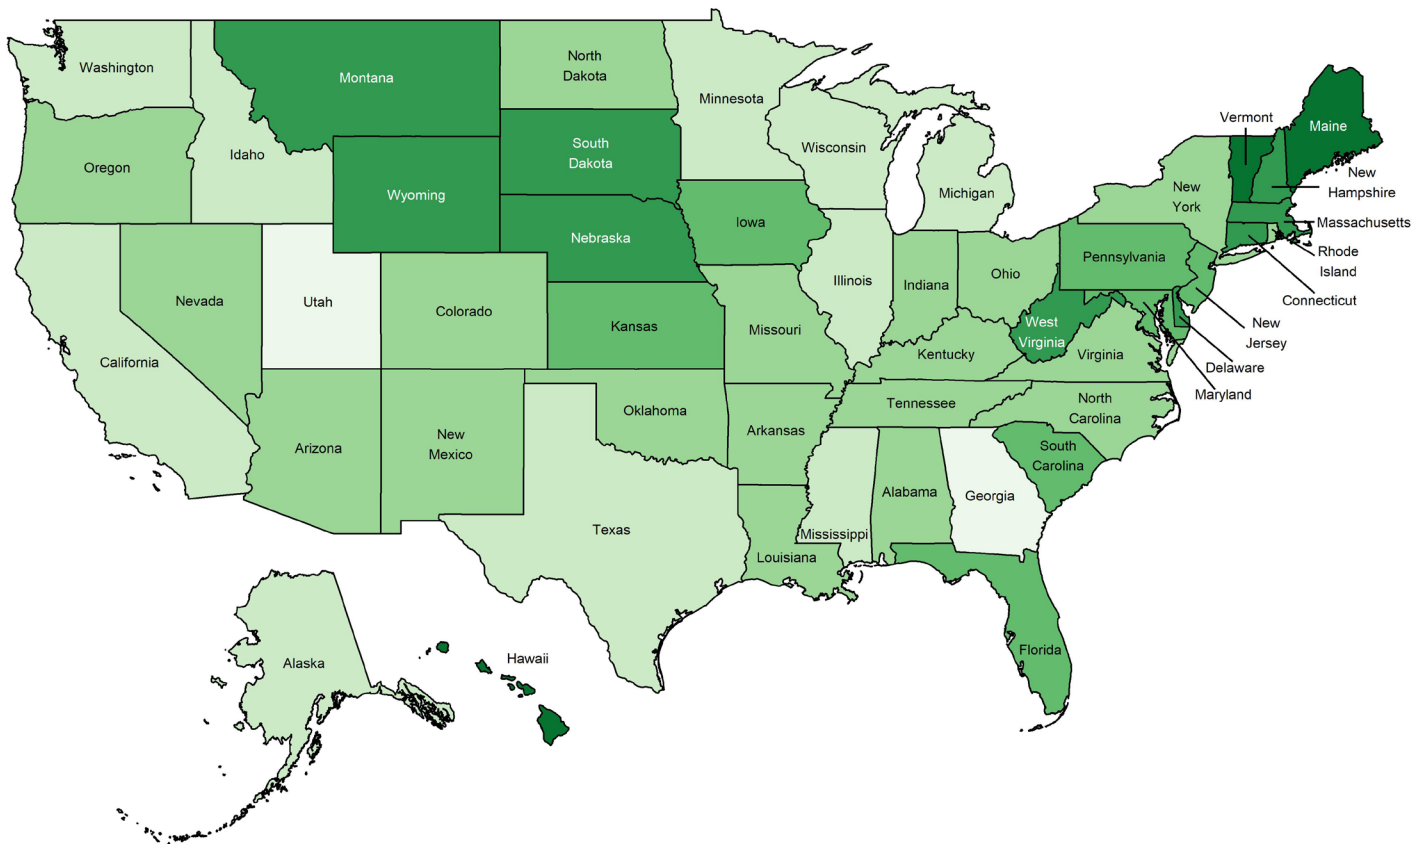 Washington
Montana
North
Dakota
Minnesota
Vermont
Maine
Oregon
Idaho
Wyoming
South
Dakota
Wisconsin
Michigan
New
York
New
Hampshire
Massachusetts
Rhode
Island
Connecticut
Nebraska
Iowa
Pennsylvania
Nevada
Utah
Colorado
Kansas
Missouri
Illinois
Indiana
Ohio
West
Virginia
Virginia
New
Jersey
Delaware
Maryland
California
Kentucky
Arizona
New
Mexico
Oklahoma
Arkansas
Tennessee
North
Carolina
South
Carolina
Texas
Louisiana
Mississippi
Alabama
Georgia
Florida
Alaska
Hawaii